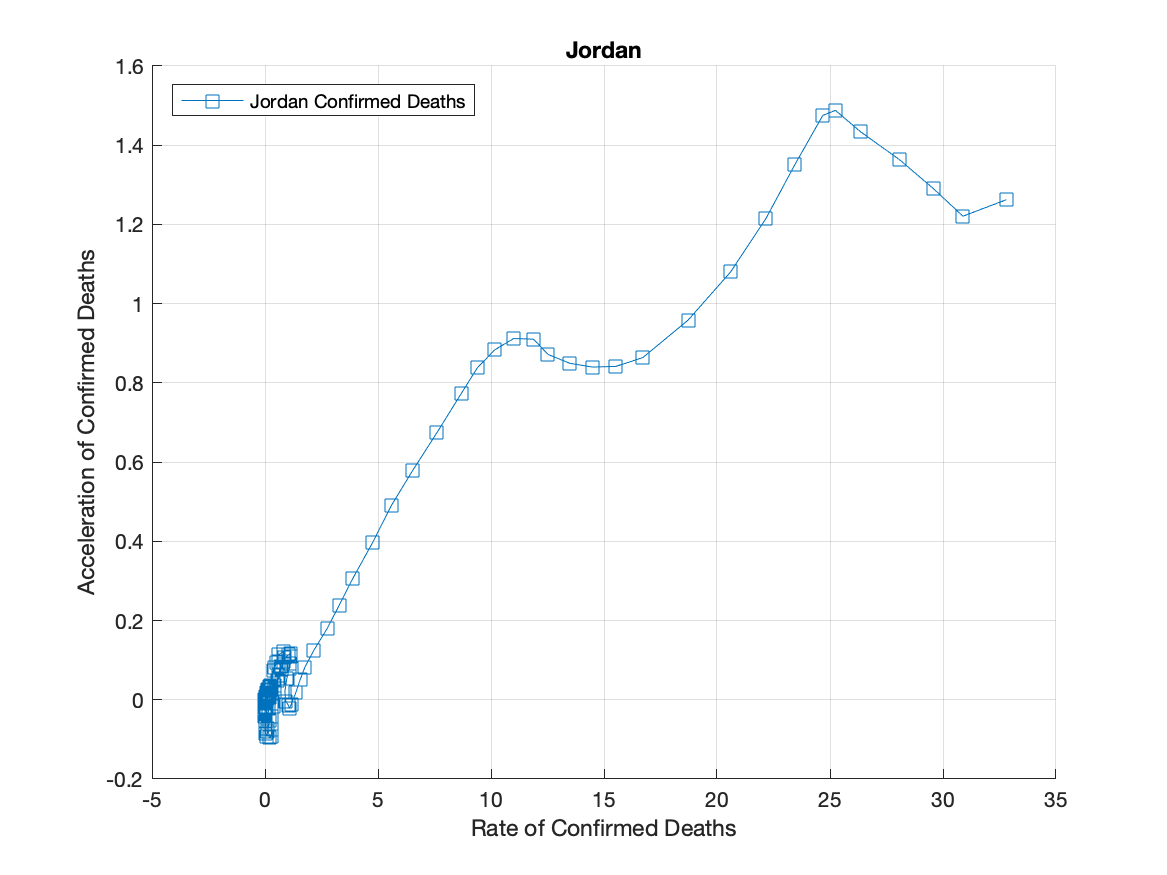 Jordan
Jordan Confirmed Deaths
1.6
1.4
1.2
1
0.8
0.6
0.4
0.2
0
-0.2
Acceleration of Confirmed Deaths
-5 0 5 10 15 20 25 30 35
Rate of Confirmed Deaths